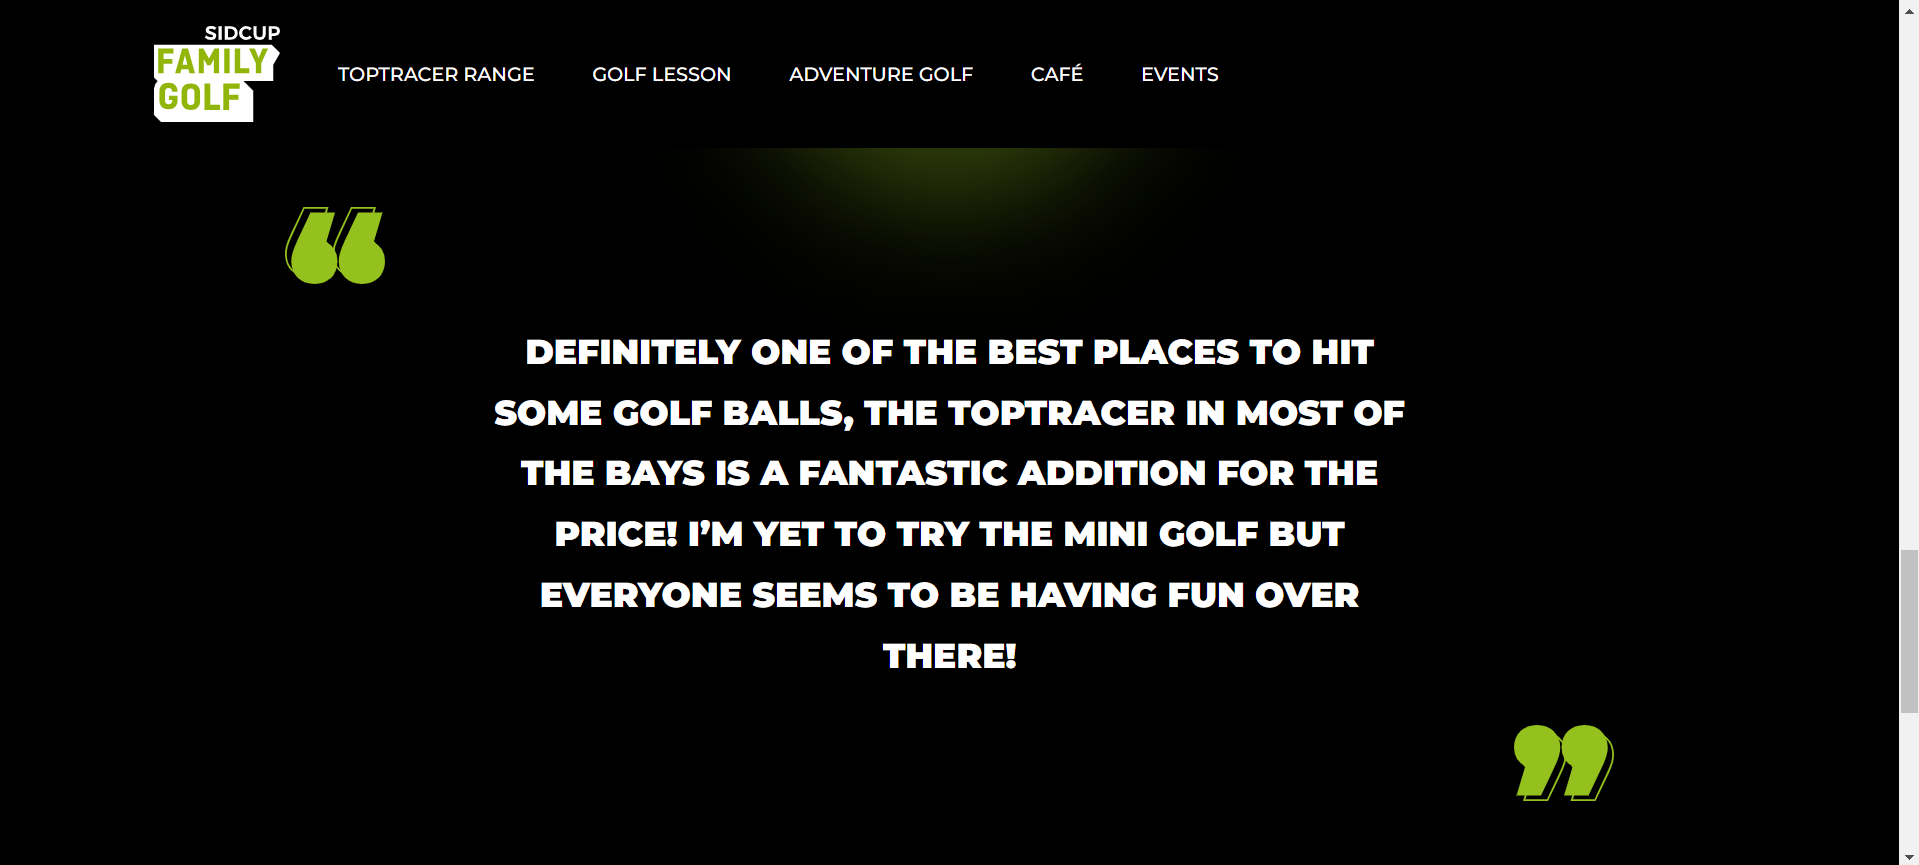 SIDCUP
FAMILY
GOLF
TOPTRACER RANGE
GOLF LESSON
ADVENTURE GOLF
CAFÉ
EVENTS
“
DEFINITELY ONE OF THE BEST PLACES TO HIT
SOME GOLF BALLS, THE TOPTRACER IN MOST OF
THE BAYS IS A FANTASTIC ADDITION FOR THE
PRICE! I’M YET TO TRY THE MINI GOLF BUT
EVERYONE SEEMS TO BE HAVING FUN OVER
THERE!
”